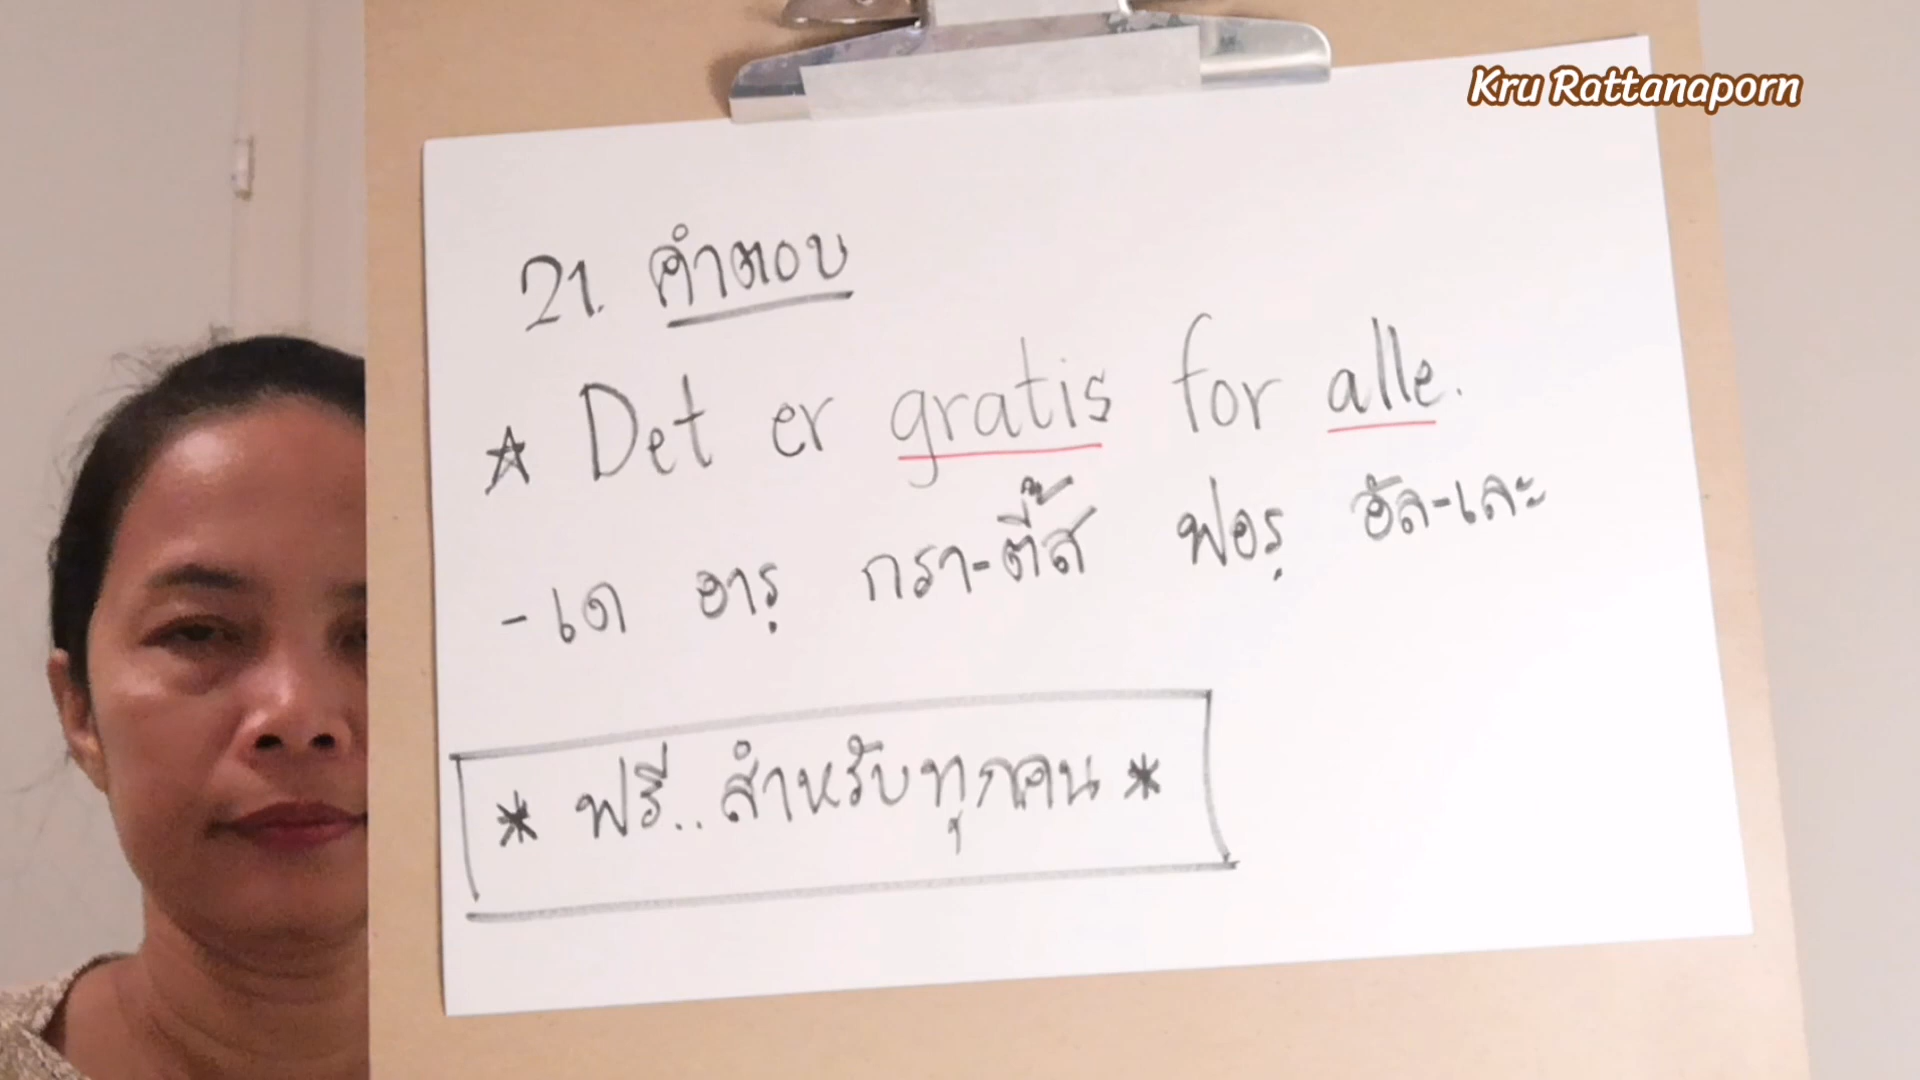 Kru Rattanaporn
21. คำตอบ
☆ Det er gratis for alle.
- เด อารฺ กรา-ตี๊ส ฟอรฺ อัล-เละ
* ฟรี..สำหรับทุกคน *